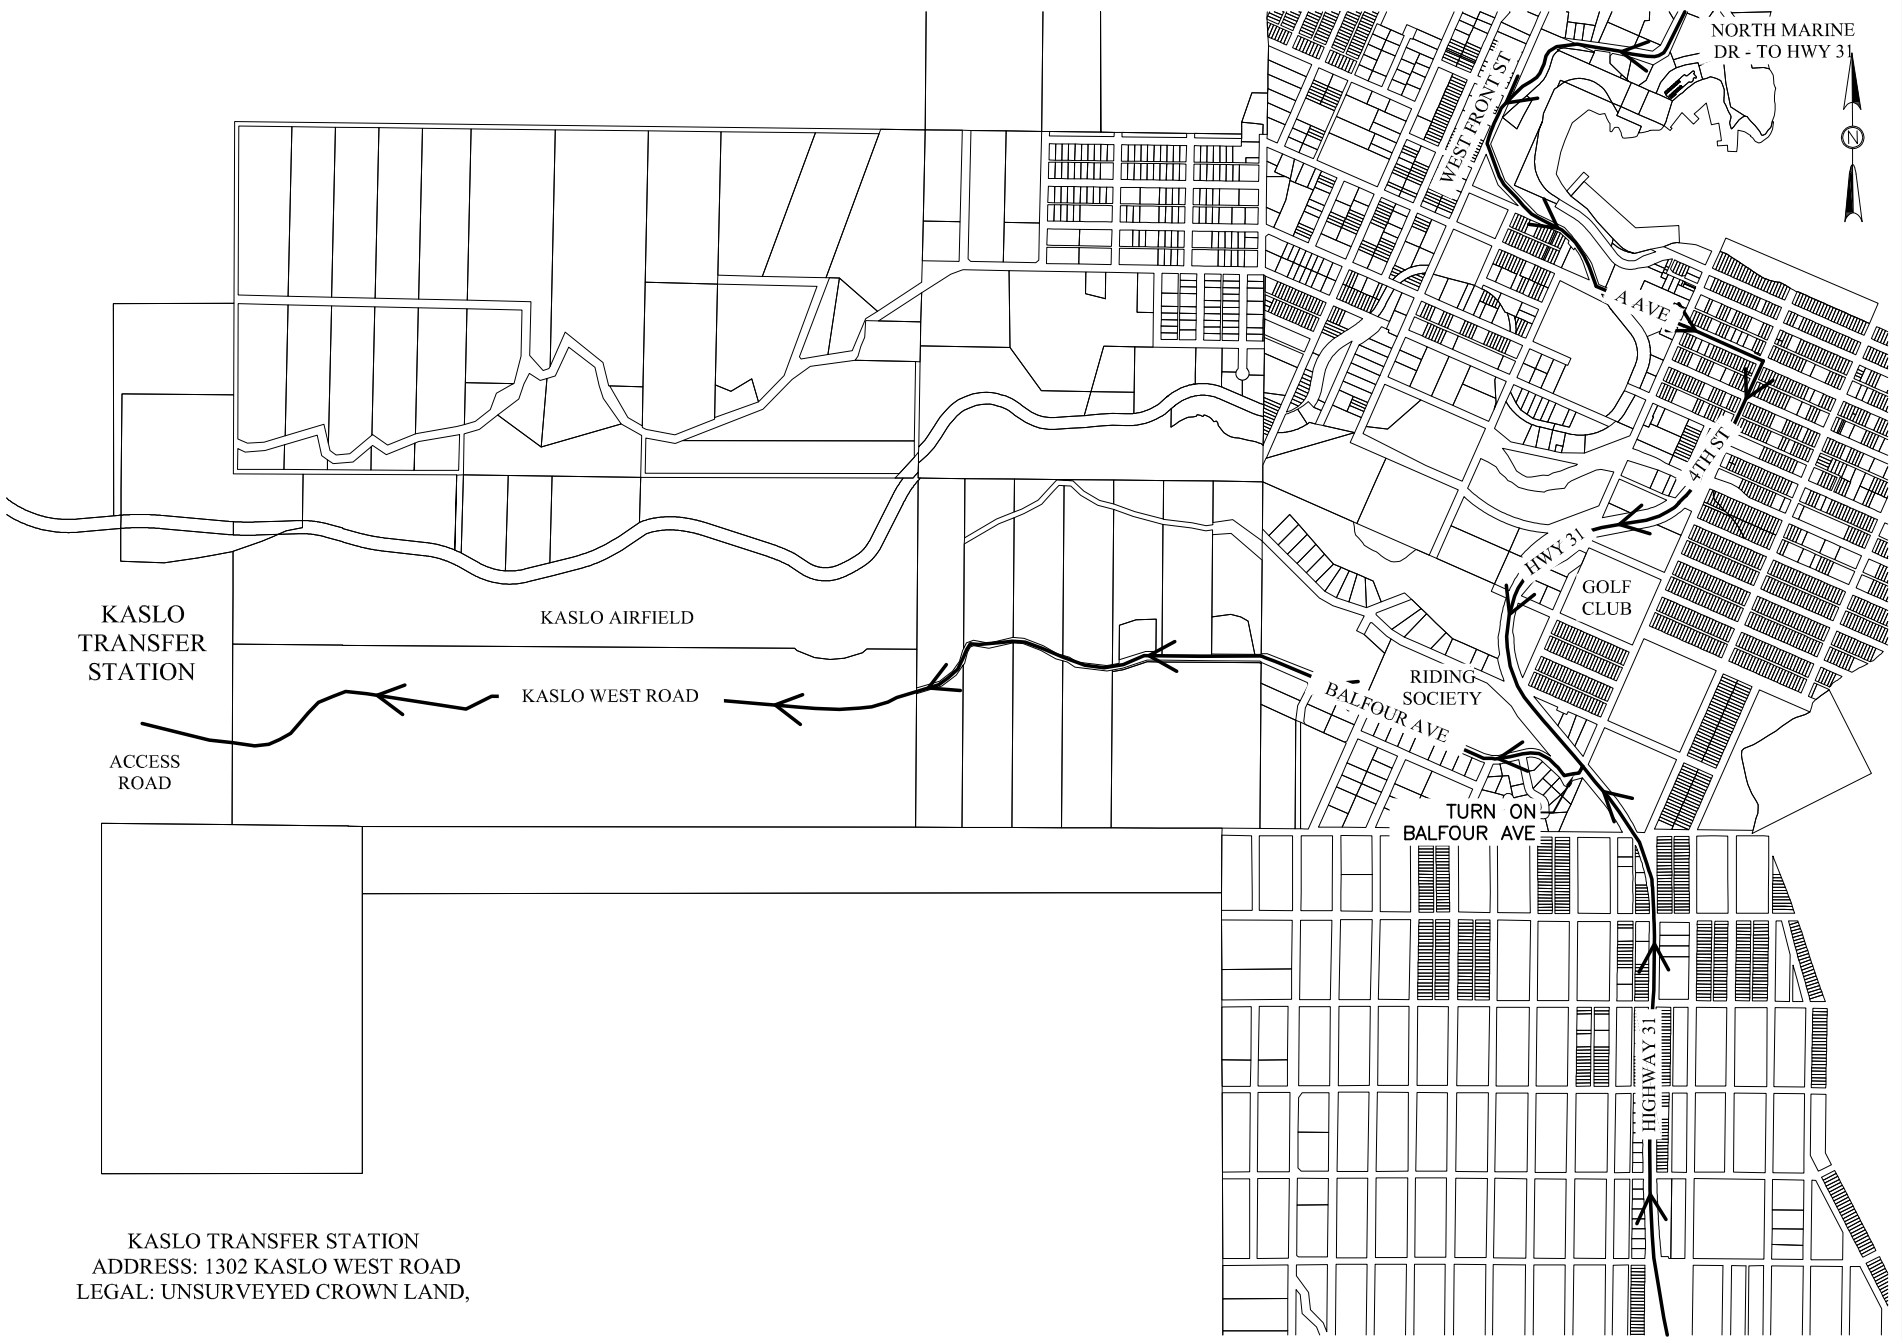 NORTH MARINE
DR - TO HWY 31
N
WEST FRONT ST
A AVE
4TH ST
HWY 31
GOLF
CLUB
KASLO
TRANSFER
STATION
KASLO AIRFIELD
RIDING
SOCIETY
KASLO WEST ROAD
BALFOUR AVE
ACCESS
ROAD
TURN ON
BALFOUR AVE
HIGHWAY 31
KASLO TRANSFER STATION
ADDRESS: 1302 KASLO WEST ROAD
LEGAL: UNSURVEYED CROWN LAND,